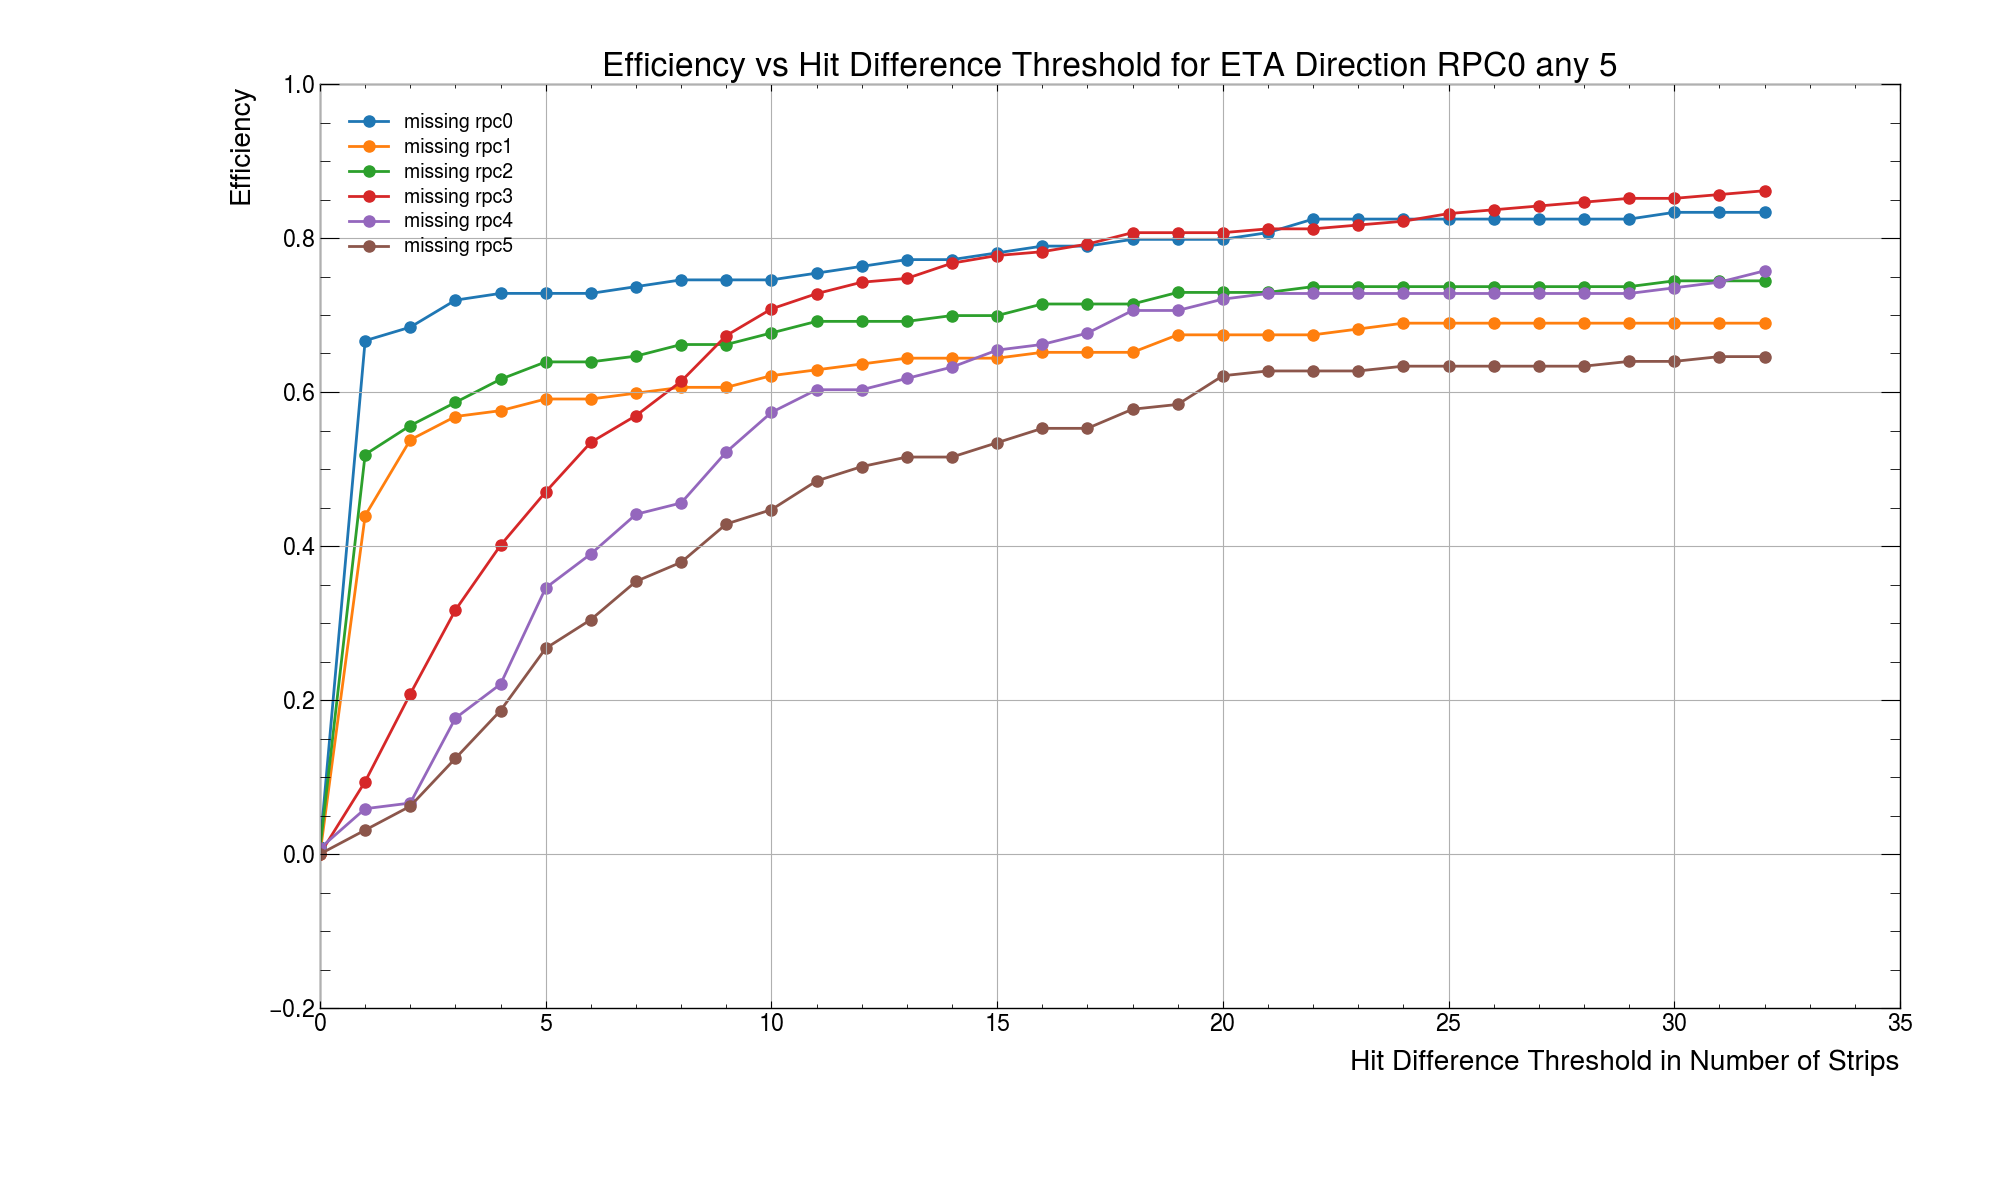 Efficiency vs Hit Difference Threshold for ETA Direction RPC0 any 5
Efficiency
1.0
0.8
0.6
0.4
0.2
0.0
−0.2
missing rpc0
missing rpc1
missing rpc2
missing rpc3
missing rpc4
missing rpc5
0 5 10 15 20 25 30 35
Hit Difference Threshold in Number of Strips